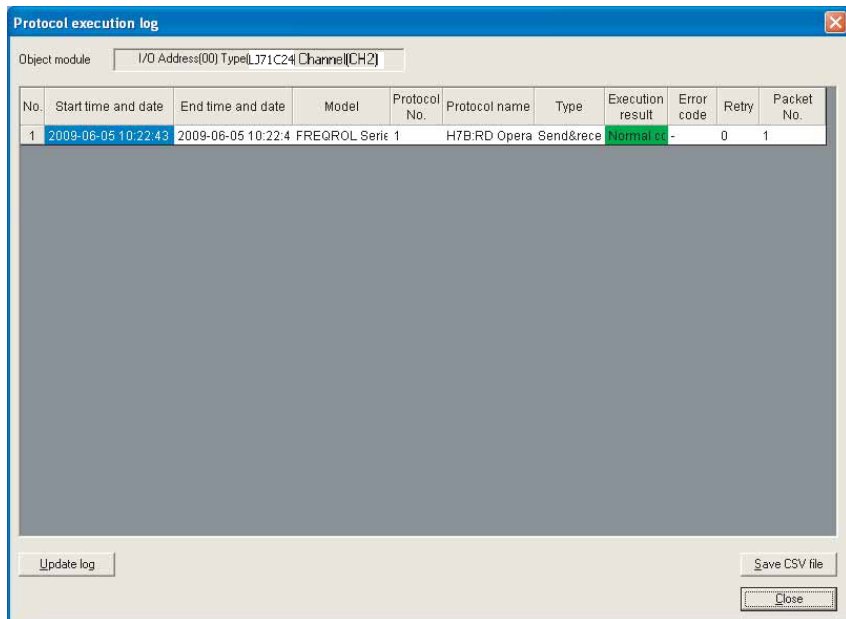 Protocol execution log
Object module I/O Address(00) Type(LJ71C24) Channel(CH2)
No. Start time and date End time and date Model Protocol No. Protocol name Type Execution result Error code Retry Packet No.
1 2009-06-05 10:22:43 2009-06-05 10:22:4 FREQROL Serie 1 H7B:RD Opera Send&rece Normal cc - 0 1
Update log Save CSV file
Close